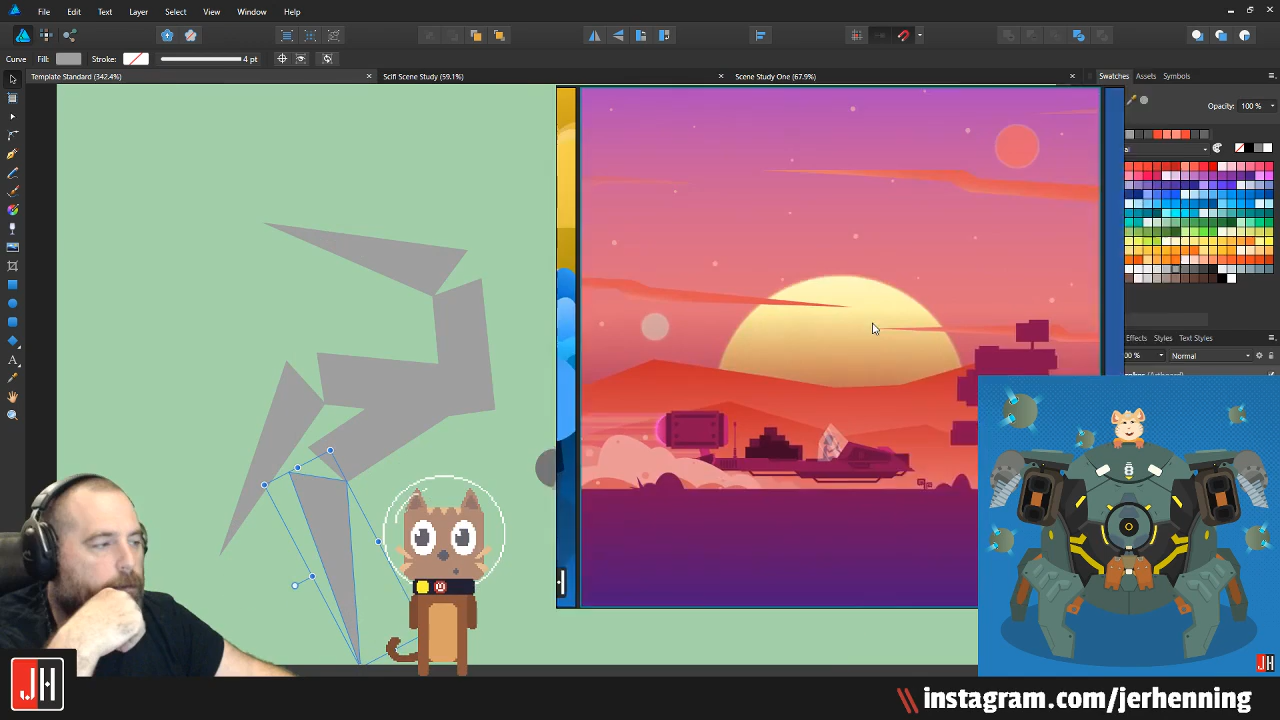 File Edit Text Layer Select View Window Help
Curve Fill: Stroke: 4 pt
Template Standard (342.4%) Scifi Scene Study (59.1%) Scene Study One (67.9%)
Swatches Assets Symbols
Opacity: 100 %
Effects Styles Text Styles
Normal
JH
JH
\\ instagram.com/jerhenning